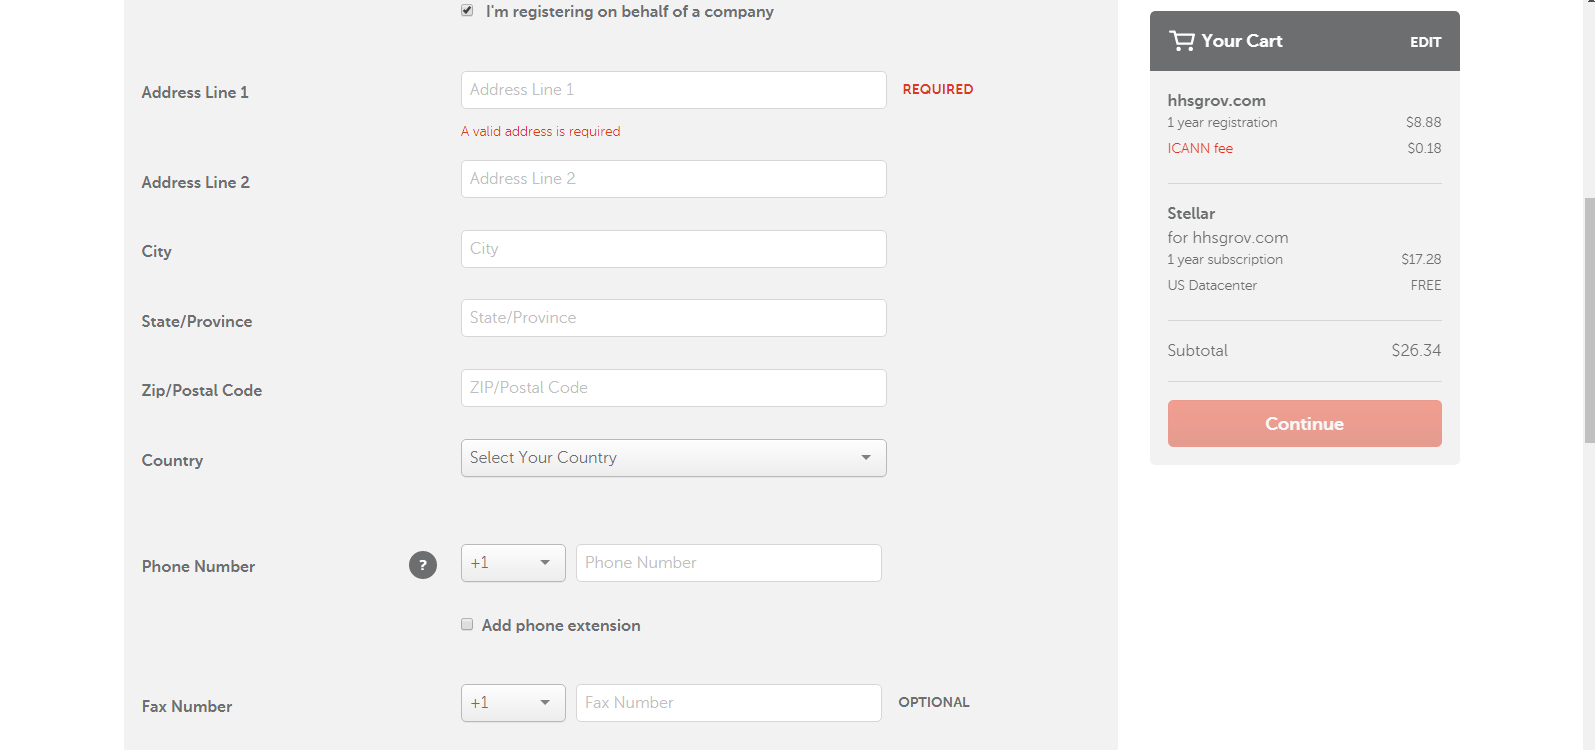 I'm registering on behalf of a company
Address Line 1
Address Line 1
REQUIRED
A valid address is required
Address Line 2
Address Line 2
City
City
State/Province
State/Province
Zip/Postal Code
ZIP/Postal Code
Country
Select Your Country
Phone Number
?
+1
Phone Number
Add phone extension
Fax Number
+1
Fax Number
OPTIONAL
Your Cart
EDIT
hhsgrov.com
1 year registration $8.88
ICANN fee $0.18
Stellar
for hhsgrov.com
1 year subscription $17.28
US Datacenter FREE
Subtotal $26.34
Continue